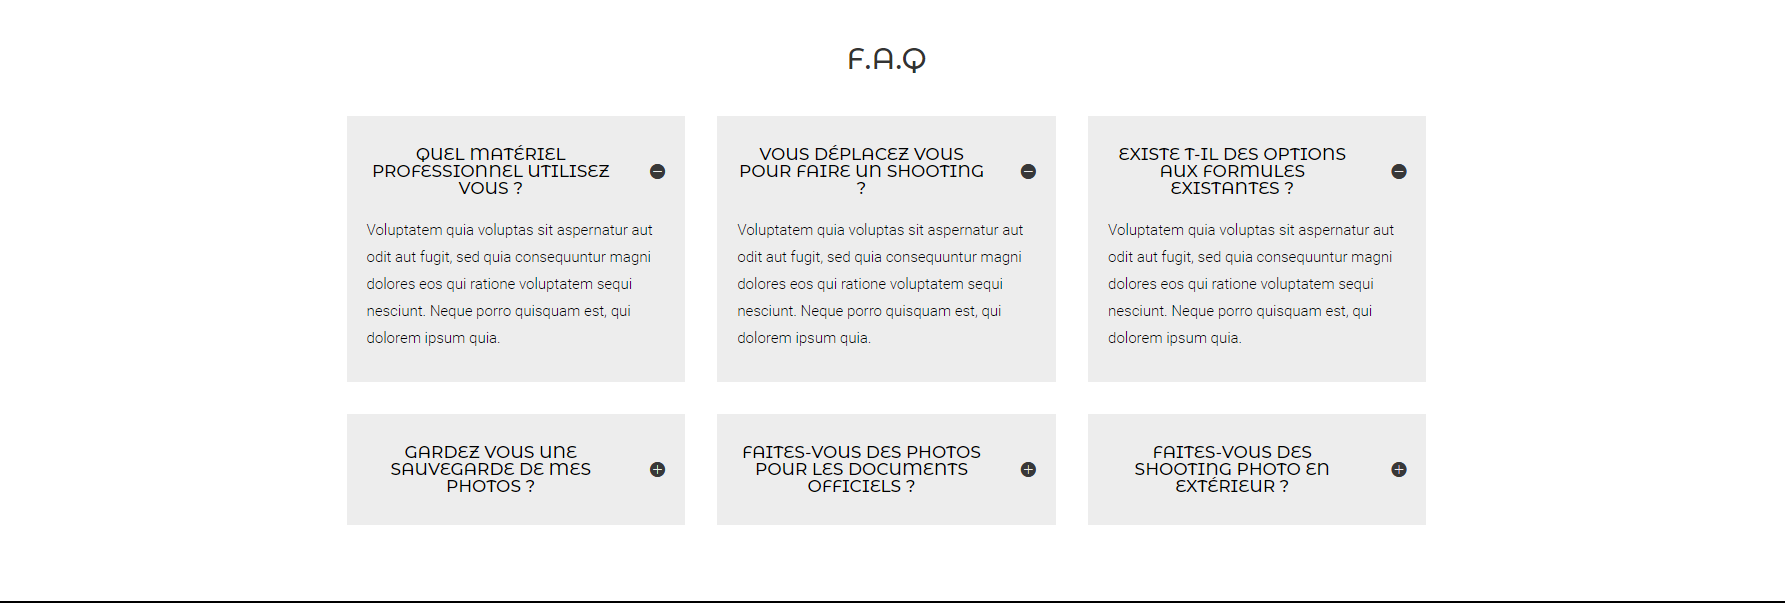 F.A.Q
QUEL MATÉRIEL
PROFESSIONNEL UTILISEZ
VOUS ?
Voluptatem quia voluptas sit aspernatur aut
odit aut fugit, sed quia consequuntur magni
dolores eos qui ratione voluptatem sequi
nesciunt. Neque porro quisquam est, qui
dolorem ipsum quia.
VOUS DÉPLACEZ VOUS
POUR FAIRE UN SHOOTING
?
Voluptatem quia voluptas sit aspernatur aut
odit aut fugit, sed quia consequuntur magni
dolores eos qui ratione voluptatem sequi
nesciunt. Neque porro quisquam est, qui
dolorem ipsum quia.
EXISTE T-IL DES OPTIONS
AUX FORMULES
EXISTANTES ?
Voluptatem quia voluptas sit aspernatur aut
odit aut fugit, sed quia consequuntur magni
dolores eos qui ratione voluptatem sequi
nesciunt. Neque porro quisquam est, qui
dolorem ipsum quia.
GARDEZ VOUS UNE
SAUVEGARDE DE MES
PHOTOS ?
FAITES-VOUS DES PHOTOS
POUR LES DOCUMENTS
OFFICIELS ?
FAITES-VOUS DES
SHOOTING PHOTO EN
EXTÉRIEUR ?